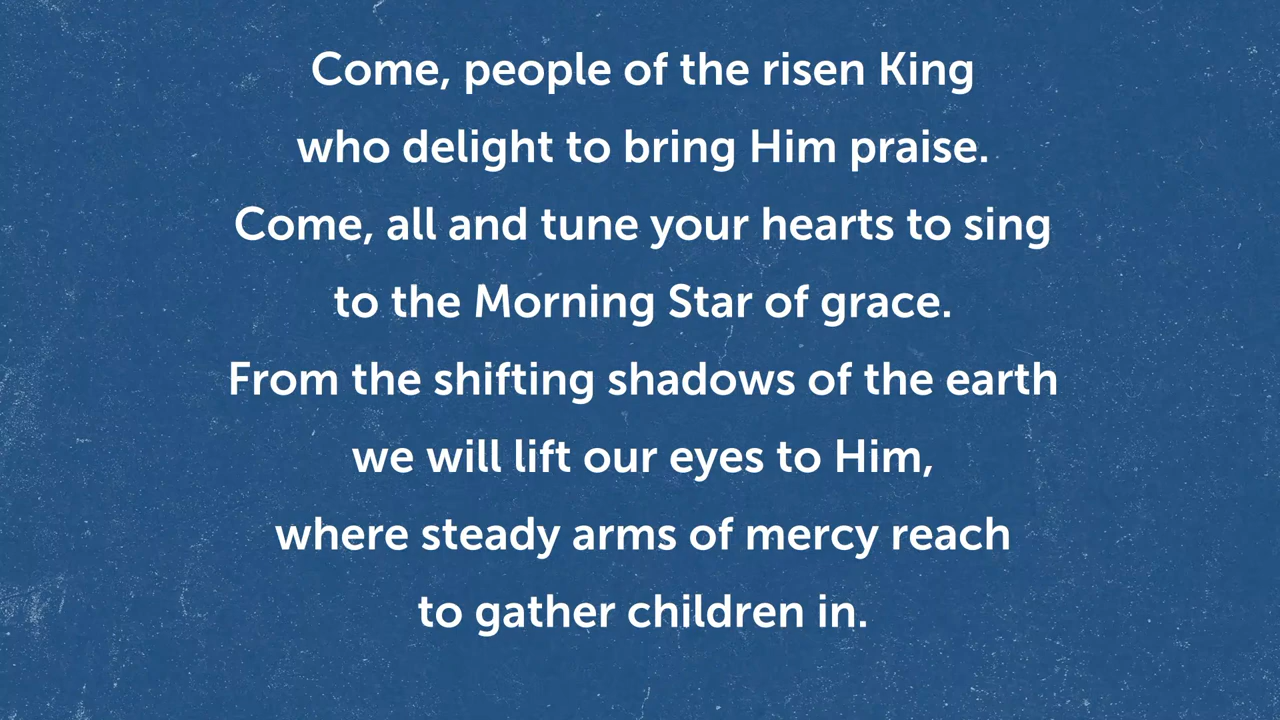 Come, people of the risen King
who delight to bring Him praise.
Come, all and tune your hearts to sing
to the Morning Star of grace.
From the shifting shadows of the earth
we will lift our eyes to Him,
where steady arms of mercy reach
to gather children in.